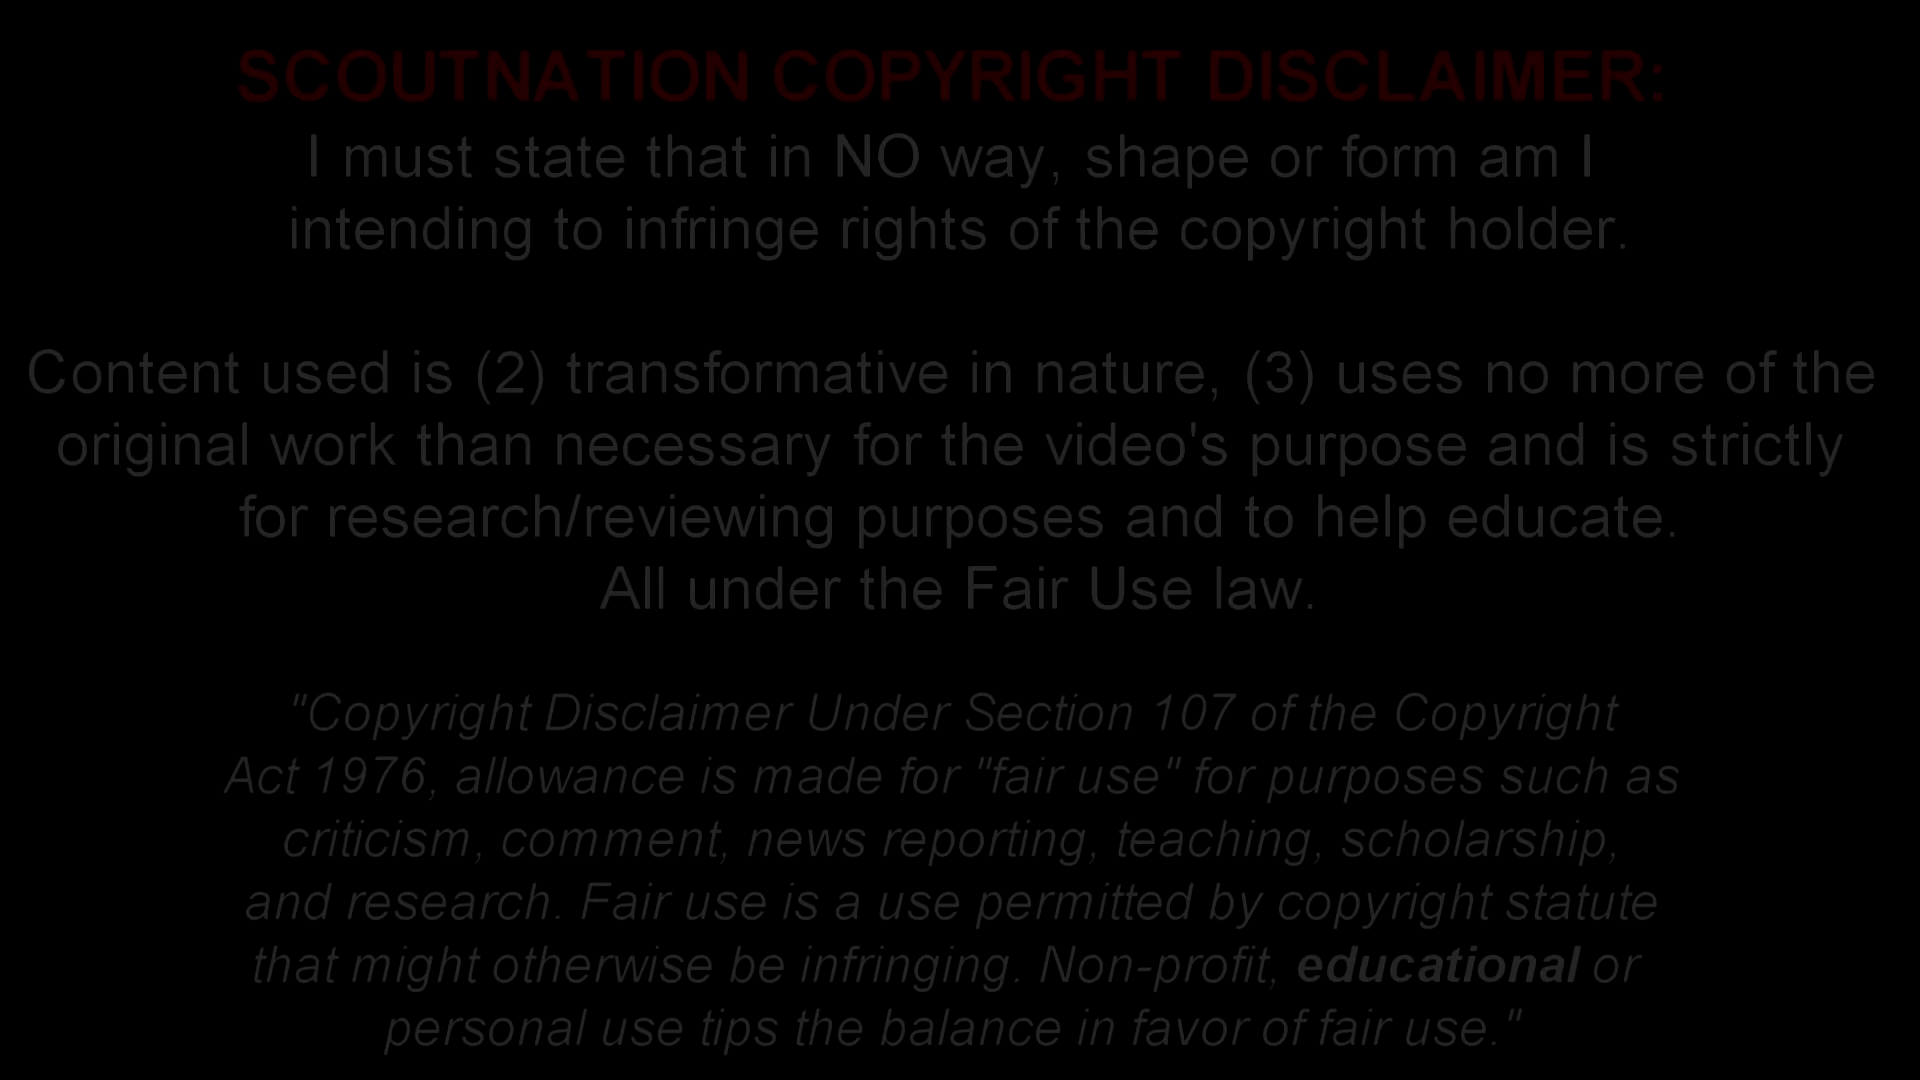 SCOUTNATION COPYRIGHT DISCLAIMER:
I must state that in NO way, shape or form am I
intending to infringe rights of the copyright holder.
Content used is (2) transformative in nature, (3) uses no more of the
original work than necessary for the video's purpose and is strictly
for research/reviewing purposes and to help educate.
All under the Fair Use law.
"Copyright Disclaimer Under Section 107 of the Copyright
Act 1976, allowance is made for "fair use" for purposes such as
criticism, comment, news reporting, teaching, scholarship,
and research. Fair use is a use permitted by copyright statute
that might otherwise be infringing. Non-profit, educational or
personal use tips the balance in favor of fair use."